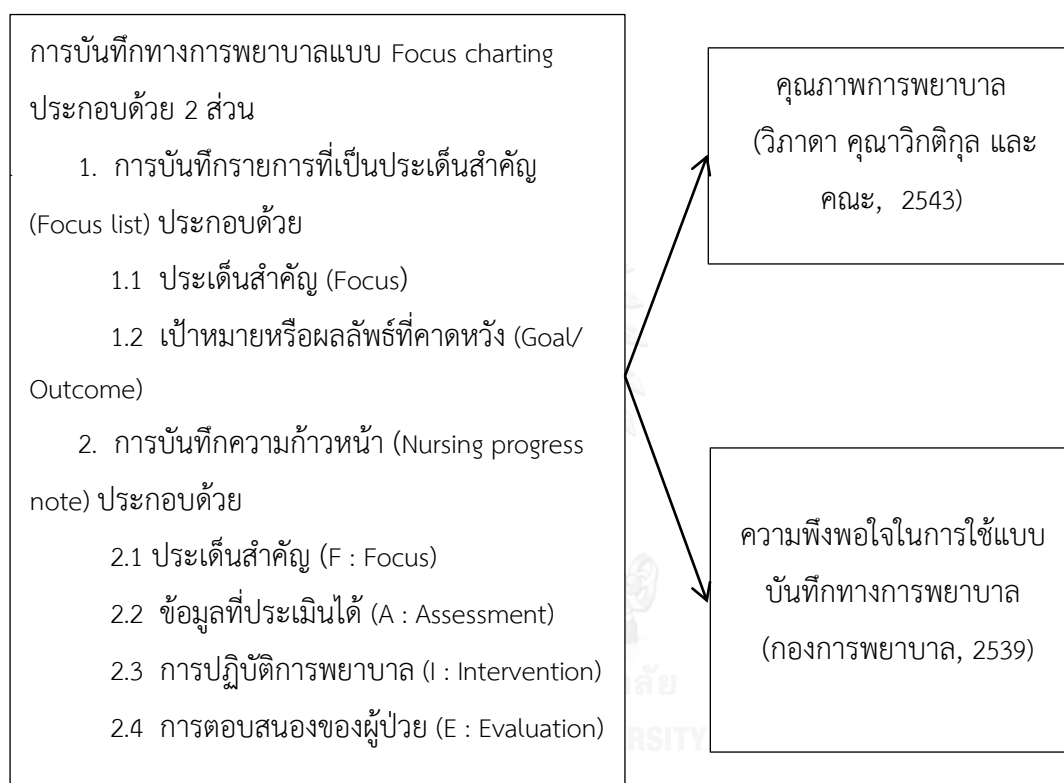 การบันทึกทางการพยาบาลแบบ Focus charting
ประกอบด้วย 2 ส่วน
1. การบันทึกรายการที่เป็นประเด็นสำคัญ
(Focus list) ประกอบด้วย
1.1 ประเด็นสำคัญ (Focus)
1.2 เป้าหมายหรือผลลัพธ์ที่คาดหวัง (Goal/
Outcome)
2. การบันทึกความก้าวหน้า (Nursing progress
note) ประกอบด้วย
2.1 ประเด็นสำคัญ (F : Focus)
2.2 ข้อมูลที่ประเมินได้ (A : Assessment)
2.3 การปฏิบัติการพยาบาล (I : Intervention)
2.4 การตอบสนองของผู้ป่วย (E : Evaluation)
คุณภาพการพยาบาล
(วิภาดา คุณาวิกติกุล และ
คณะ, 2543)
ความพึงพอใจในการใช้แบบ
บันทึกทางการพยาบาล
(กองการพยาบาล, 2539)
ลัย
RSITY